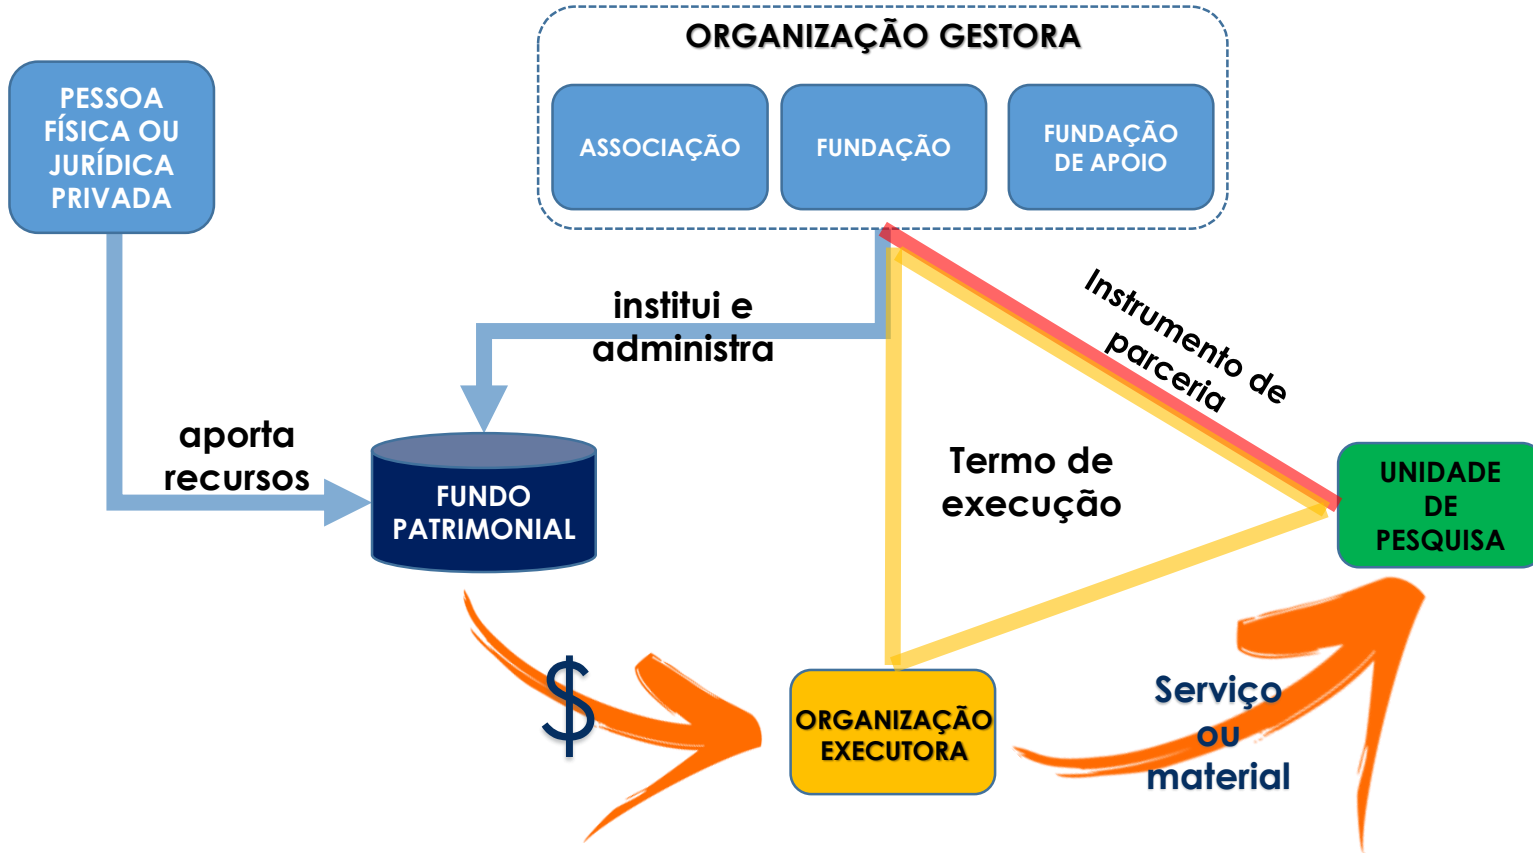 ORGANIZAÇÃO GESTORA
PESSOA
FÍSICA OU
JURÍDICA
PRIVADA
ASSOCIAÇÃO
FUNDAÇÃO
FUNDAÇÃO
DE APOIO
institui e
administra
Instrumento de
parceria
aporta
recursos
FUNDO
PATRIMONIAL
Termo de
execução
UNIDADE
DE
PESQUISA
$
ORGANIZAÇÃO
EXECUTORA
Serviço
ou
material